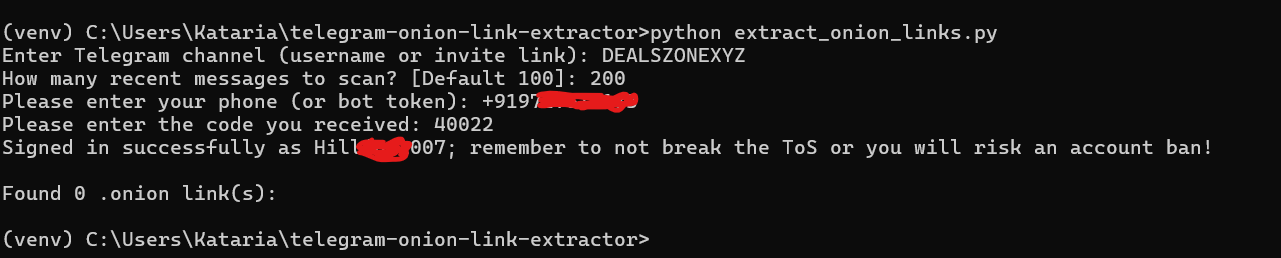 (venv) C:\Users\Kataria\telegram-onion-link-extractor>python extract_onion_links.py
Enter Telegram channel (username or invite link): DEALSZONEXYZ
How many recent messages to scan? [Default 100]: 200
Please enter your phone (or bot token): +9197
Please enter the code you received: 40022
Signed in successfully as Hill 007; remember to not break the ToS or you will risk an account ban!
Found 0 .onion link(s):
(venv) C:\Users\Kataria\telegram-onion-link-extractor>